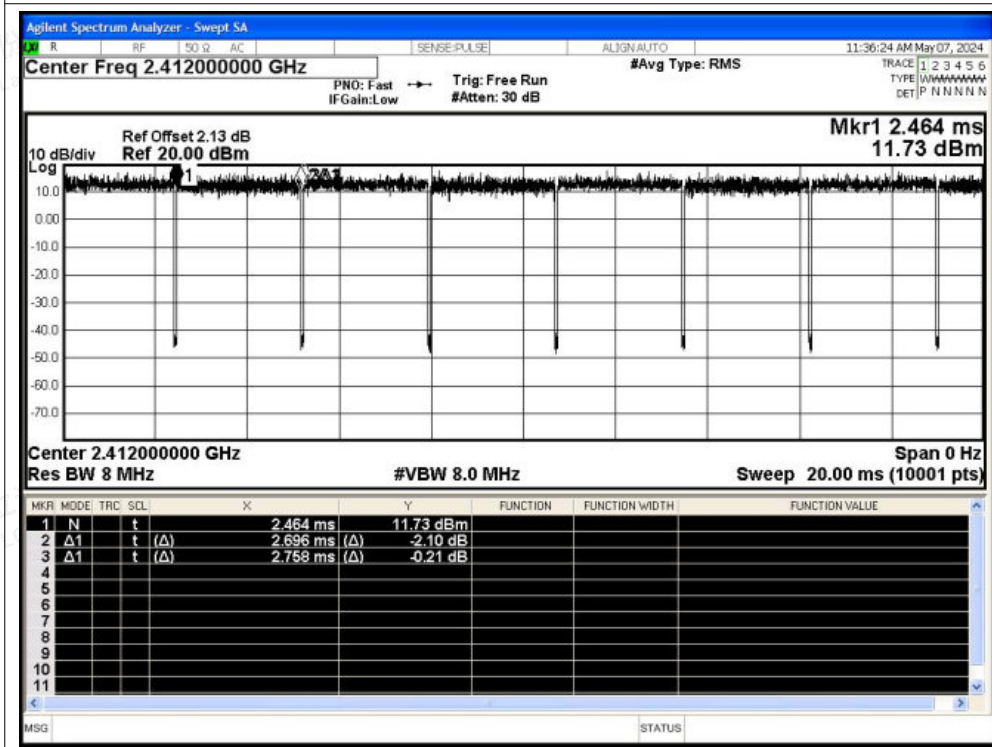 Agilent Spectrum Analyzer - Swept SA
LXI R RF 50 Ω AC SENSE:PULSE ALIGN AUTO 11:36:24 AM May 07, 2024
Center Freq 2.412000000 GHz
PNO: Fast
IFGain:Low
Trig: Free Run
#Atten: 30 dB
#Avg Type: RMS
TRACE 1 2 3 4 5 6
TYPE WWWWWW
DET P N N N N N
Mkr1 2.464 ms
11.73 dBm
Ref Offset 2.13 dB
10 dB/div Ref 20.00 dBm
Log
1
2Δ1
10.0
0.00
-10.0
-20.0
-30.0
-40.0
-50.0
-60.0
-70.0
Center 2.412000000 GHz Span 0 Hz
Res BW 8 MHz #VBW 8.0 MHz Sweep 20.00 ms (10001 pts)
MKR MODE TRC SCL X Y FUNCTION FUNCTION WIDTH FUNCTION VALUE
1 N t 2.464 ms 11.73 dBm
2 Δ1 t (Δ) 2.696 ms (Δ) -2.10 dB
3 Δ1 t (Δ) 2.758 ms (Δ) -0.21 dB
4
5
6
7
8
9
10
11
MSG STATUS